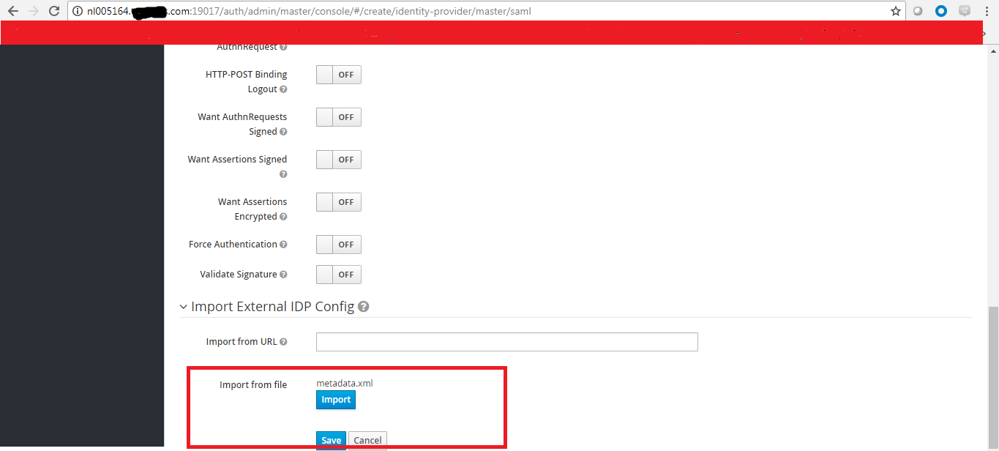 nl005164.t s.com:19017/auth/admin/master/console/#/create/identity-provider/master/saml
AuthnRequest
HTTP-POST Binding
Logout
OFF
Want AuthnRequests
Signed
OFF
Want Assertions Signed
OFF
Want Assertions
Encrypted
OFF
Force Authentication
OFF
Validate Signature
OFF
Import External IDP Config
Import from URL
Import from file
metadata.xml
Import
Save Cancel